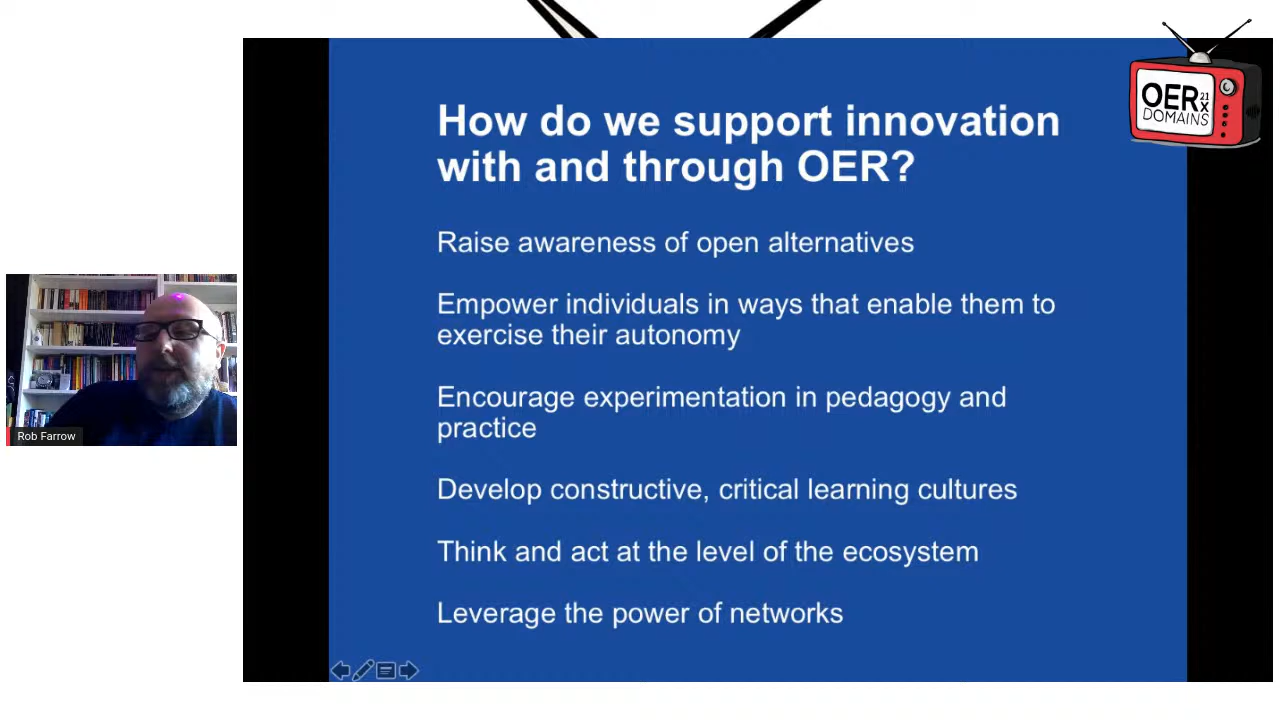 How do we support innovation
with and through OER?
Raise awareness of open alternatives
Empower individuals in ways that enable them to
exercise their autonomy
Encourage experimentation in pedagogy and
practice
Develop constructive, critical learning cultures
Think and act at the level of the ecosystem
Leverage the power of networks
OER 21
x
DOMAINS
Rob Farrow